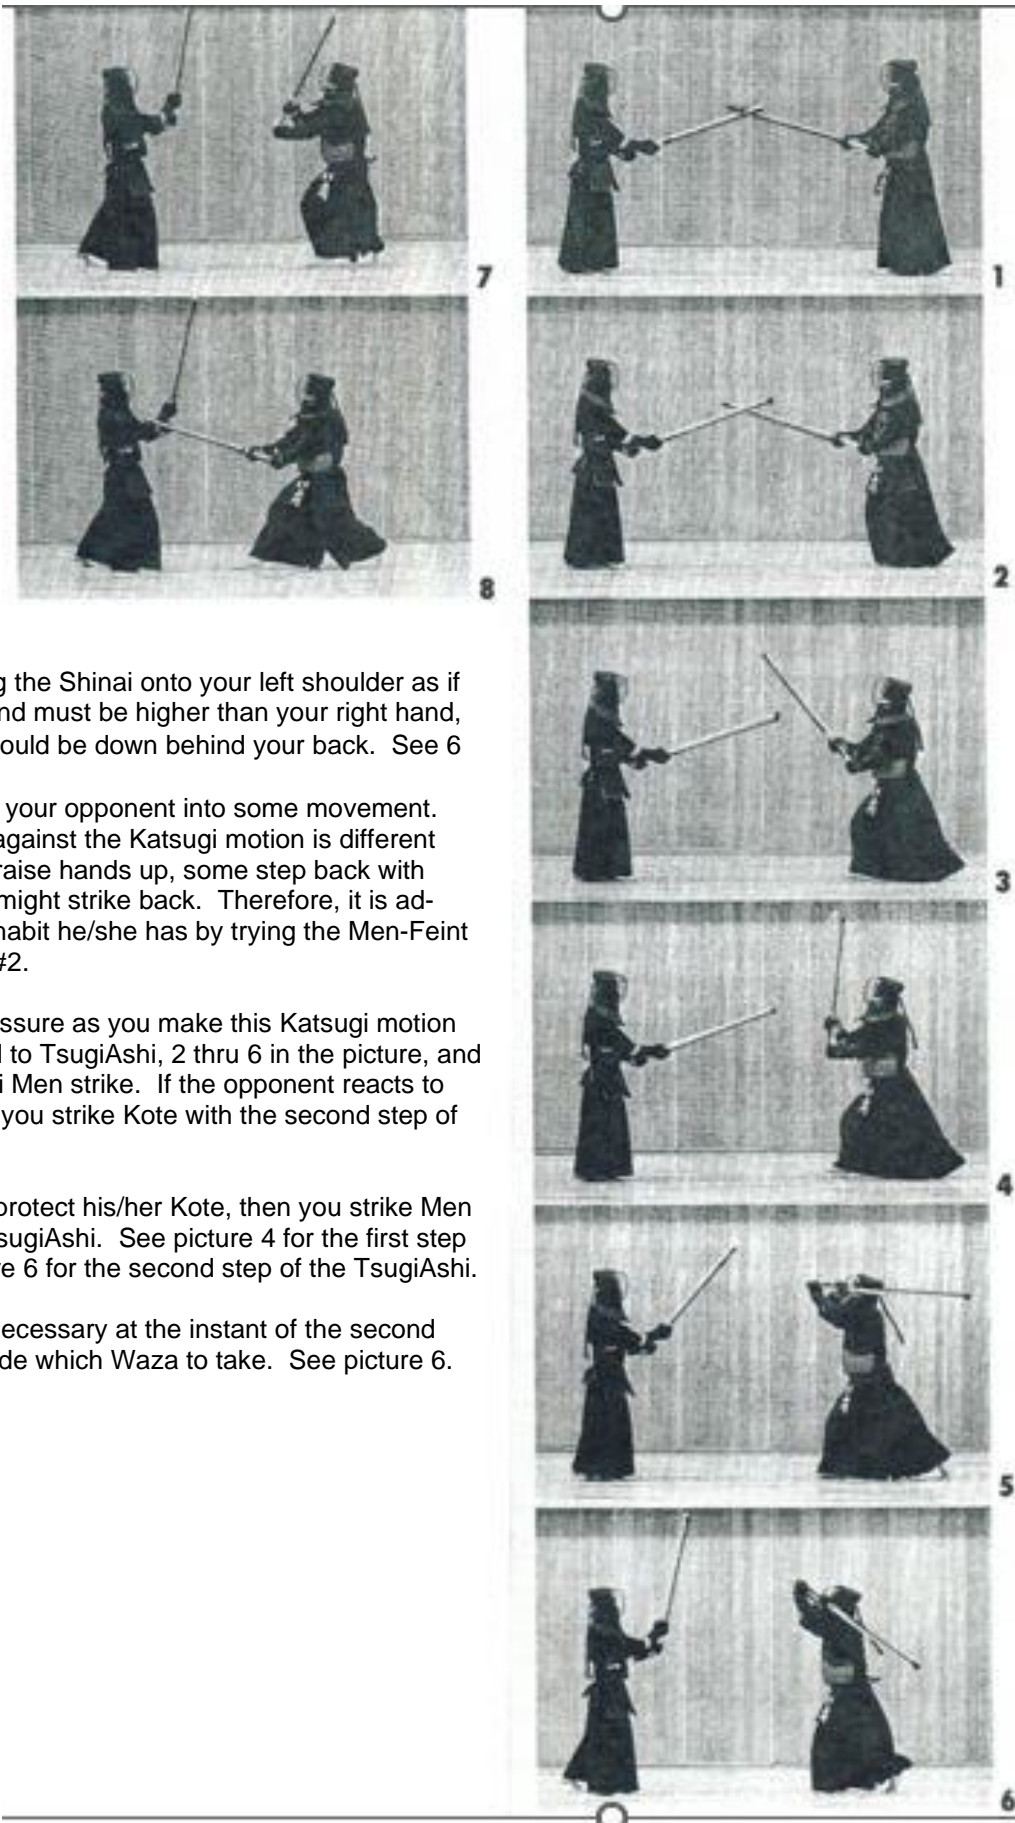 7
1
8
2
g the Shinai onto your left shoulder as if
nd must be higher than your right hand,
ould be down behind your back. See 6
your opponent into some movement.
against the Katsugi motion is different
raise hands up, some step back with
might strike back. Therefore, it is ad-
habit he/she has by trying the Men-Feint
#2.
ssure as you make this Katsugi motion
to TsugiAshi, 2 thru 6 in the picture, and
i Men strike. If the opponent reacts to
you strike Kote with the second step of
protect his/her Kote, then you strike Men
sugiAshi. See picture 4 for the first step
e 6 for the second step of the TsugiAshi.
ecessary at the instant of the second
de which Waza to take. See picture 6.
3
4
5
6